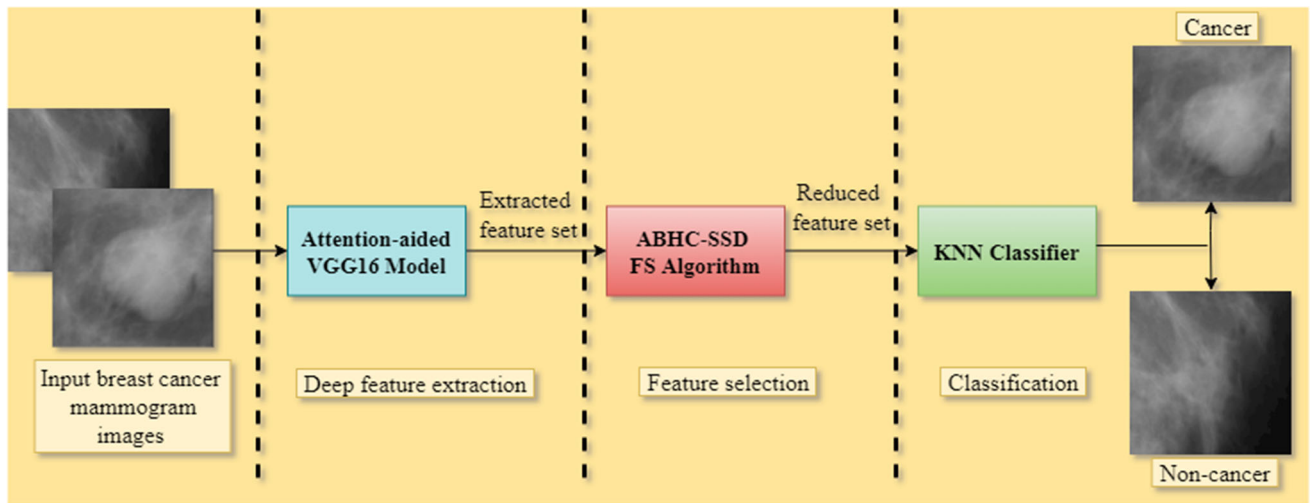 Input breast cancer
mammogram
images
Attention-aided
VGG16 Model
Deep feature extraction
Extracted
feature set
ABHC-SSD
FS Algorithm
Feature selection
Reduced
feature set
KNN Classifier
Classification
Cancer
Non-cancer